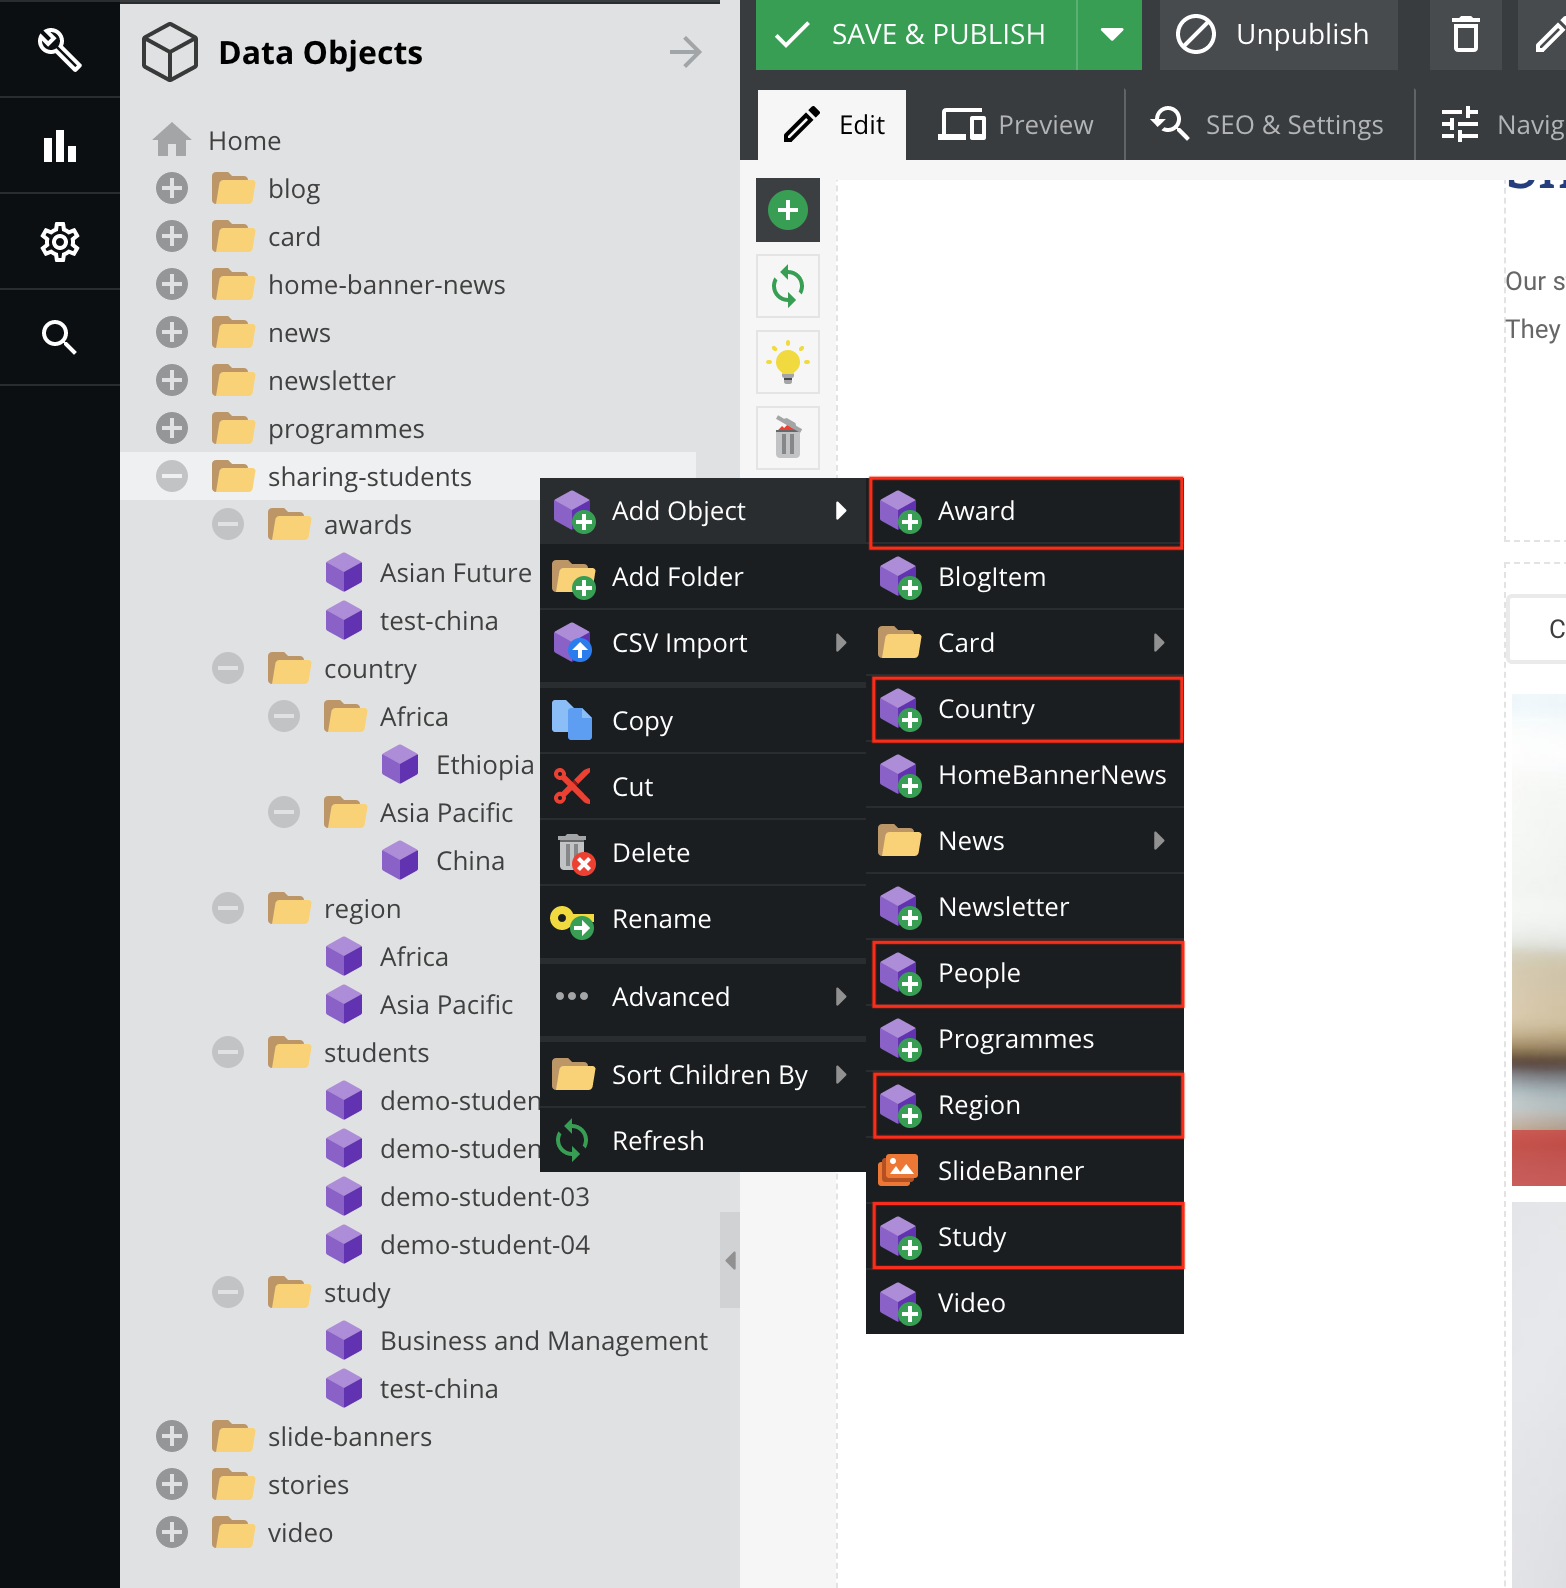 Data Objects
Home
blog
card
home-banner-news
news
newsletter
programmes
sharing-students
awards
Asian Future
test-china
country
Africa
Ethiopia
Asia Pacific
China
region
Africa
Asia Pacific
students
demo-studen
demo-studen
demo-student-03
demo-student-04
study
Business and Management
test-china
slide-banners
stories
video
SAVE & PUBLISH
Unpublish
Edit
Preview
SEO & Settings
Navig
Our s
They
C
Add Object
Add Folder
CSV Import
Copy
Cut
Delete
Rename
Advanced
Sort Children By
Refresh
Award
BlogItem
Card
Country
HomeBannerNews
News
Newsletter
People
Programmes
Region
SlideBanner
Study
Video